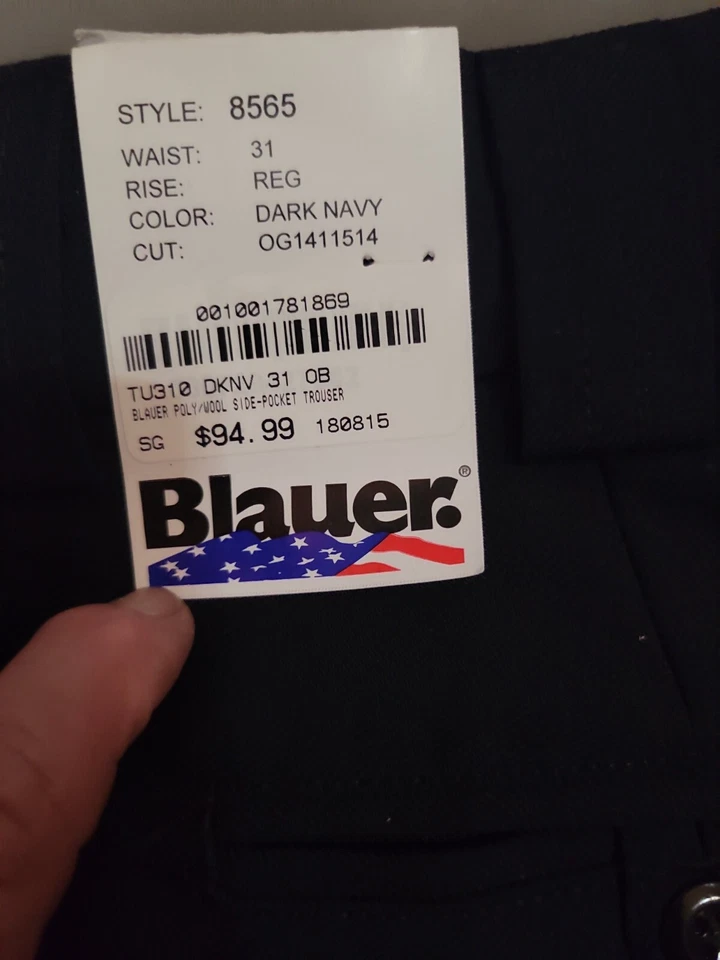 STYLE: 8565
WAIST: 31
RISE: REG
COLOR: DARK NAVY
CUT: OG1411514
001001781869
TU310 DKNV 31 OB
BLAUER POLY/WOOL SIDE-POCKET TROUSER
SG $94.99 180815
Blauer.®